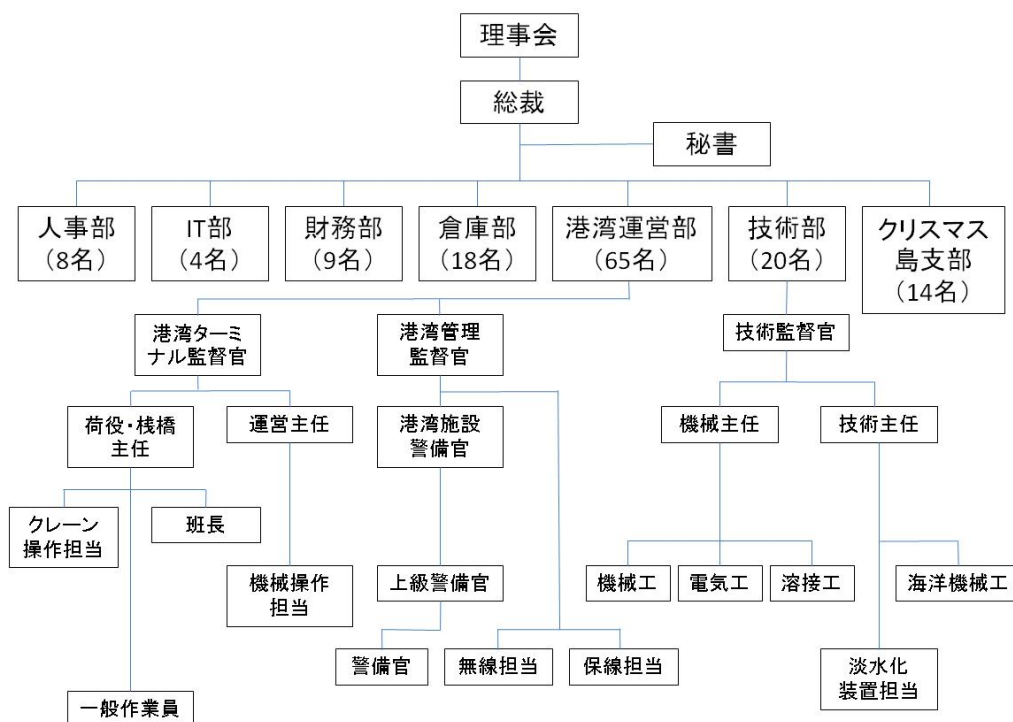 理事会
総裁
秘書
人事部
（8名）
IT部
（4名）
財務部
（9名）
倉庫部
（18名）
港湾運営部
（65名）
技術部
（20名）
クリスマス
島支部
（14名）
港湾ターミ
ナル監督官
港湾管理
監督官
技術監督官
荷役・桟橋
主任
運営主任
港湾施設
警備官
機械主任
技術主任
クレーン
操作担当
班長
機械操作
担当
上級警備官
機械工
電気工
溶接工
海洋機械工
警備官
無線担当
保線担当
淡水化
装置担当
一般作業員